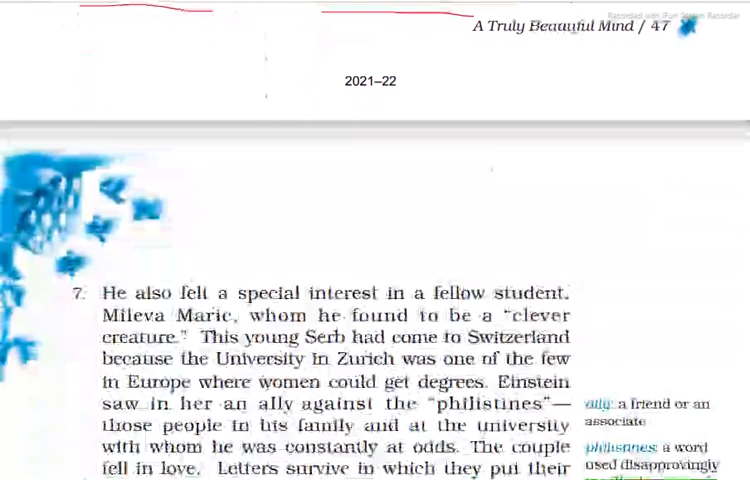 Recorded with iFun Screen Recorder
A Truly Beautiful Mind / 47
2021–22
7. He also felt a special interest in a fellow student,
Mileva Maric, whom he found to be a “clever
creature.” This young Serb had come to Switzerland
because the University in Zurich was one of the few
in Europe where women could get degrees. Einstein
saw in her an ally against the “philistines”—
those people in his family and at the university
with whom he was constantly at odds. The couple
fell in love. Letters survive in which they put their
ally: a friend or an
associate
philistines: a word
used disapprovingly